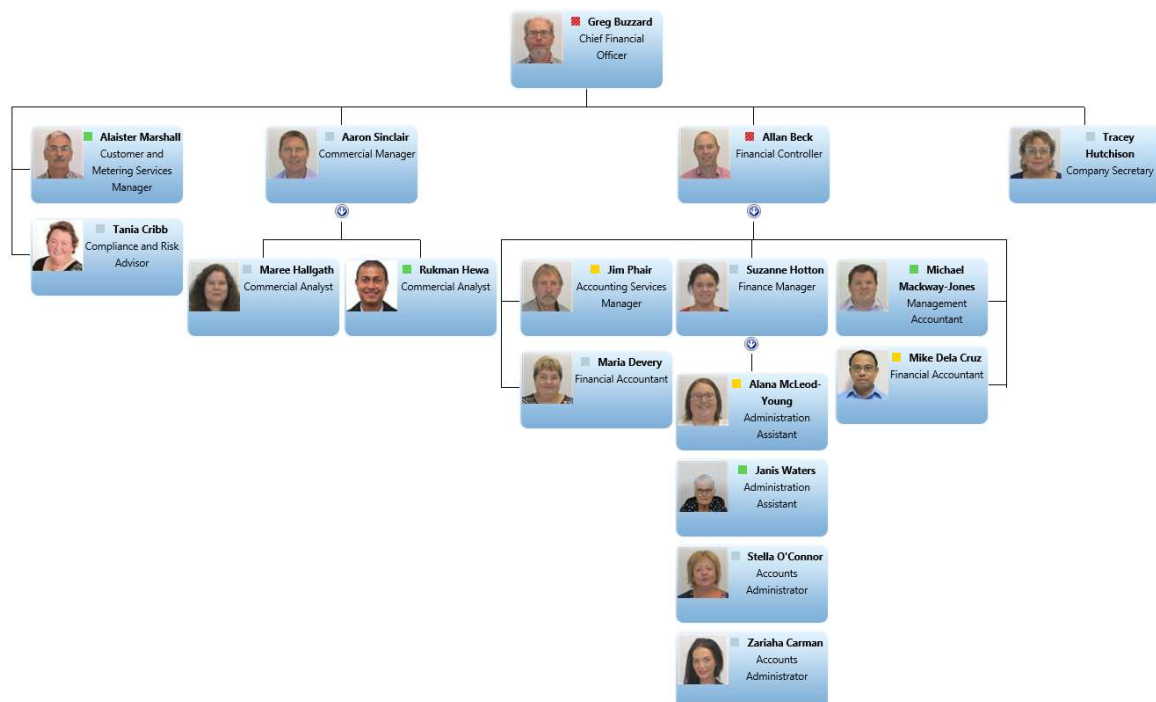 Greg Buzzard
Chief Financial
Officer
Alaister Marshall
Customer and
Metering Services
Manager
Aaron Sinclair
Commercial Manager
Allan Beck
Financial Controller
Tracey
Hutchison
Company Secretary
Tania Cribb
Compliance and Risk
Advisor
Maree Hallgath
Commercial Analyst
Rukman Hewa
Commercial Analyst
Jim Phair
Accounting Services
Manager
Suzanne Hotton
Finance Manager
Michael
Mackway-Jones
Management
Accountant
Maria Devery
Financial Accountant
Mike Dela Cruz
Financial Accountant
Alana McLeod-
Young
Administration
Assistant
Janis Waters
Administration
Assistant
Stella O'Connor
Accounts
Administrator
Zariaha Carman
Accounts
Administrator